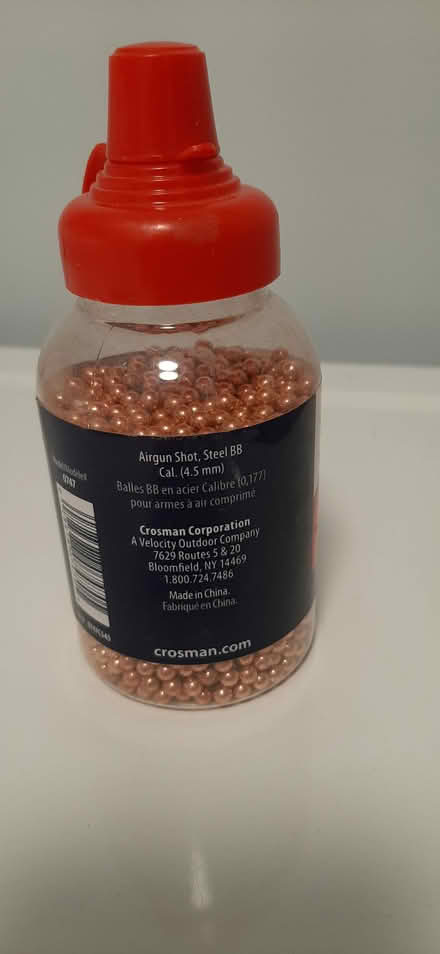 Airgun Shot, Steel BB
Cal. (4.5 mm)
Balles BB en acier Calibre (0,177)
pour armes à air comprimé
Crosman Corporation
A Velocity Outdoor Company
7629 Routes 5 & 20
Bloomfield, NY 14469
1.800.724.7486
Made in China.
Fabriqué en China.
crosman.com
0747